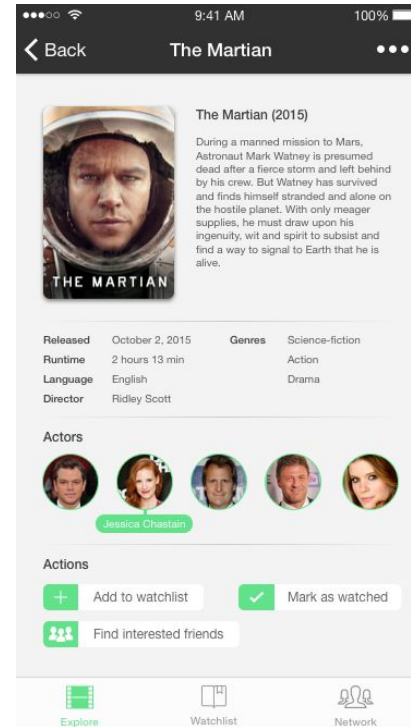 9:41 AM
100%
Back
The Martian
The Martian (2015)
During a manned mission to Mars,
Astronaut Mark Watney is presumed
dead after a fierce storm and left behind
by his crew. But Watney has survived
and finds himself stranded and alone on
the hostile planet. With only meager
supplies, he must draw upon his
ingenuity, wit and spirit to subsist and
find a way to signal to Earth that he is
alive.
THE MARTIAN
Released October 2, 2015 Genres Science-fiction
Runtime 2 hours 13 min Action
Language English Drama
Director Ridley Scott
Actors
Jessica Chastain
Actions
Add to watchlist
Mark as watched
Find interested friends
Explore
Watchlist
Network